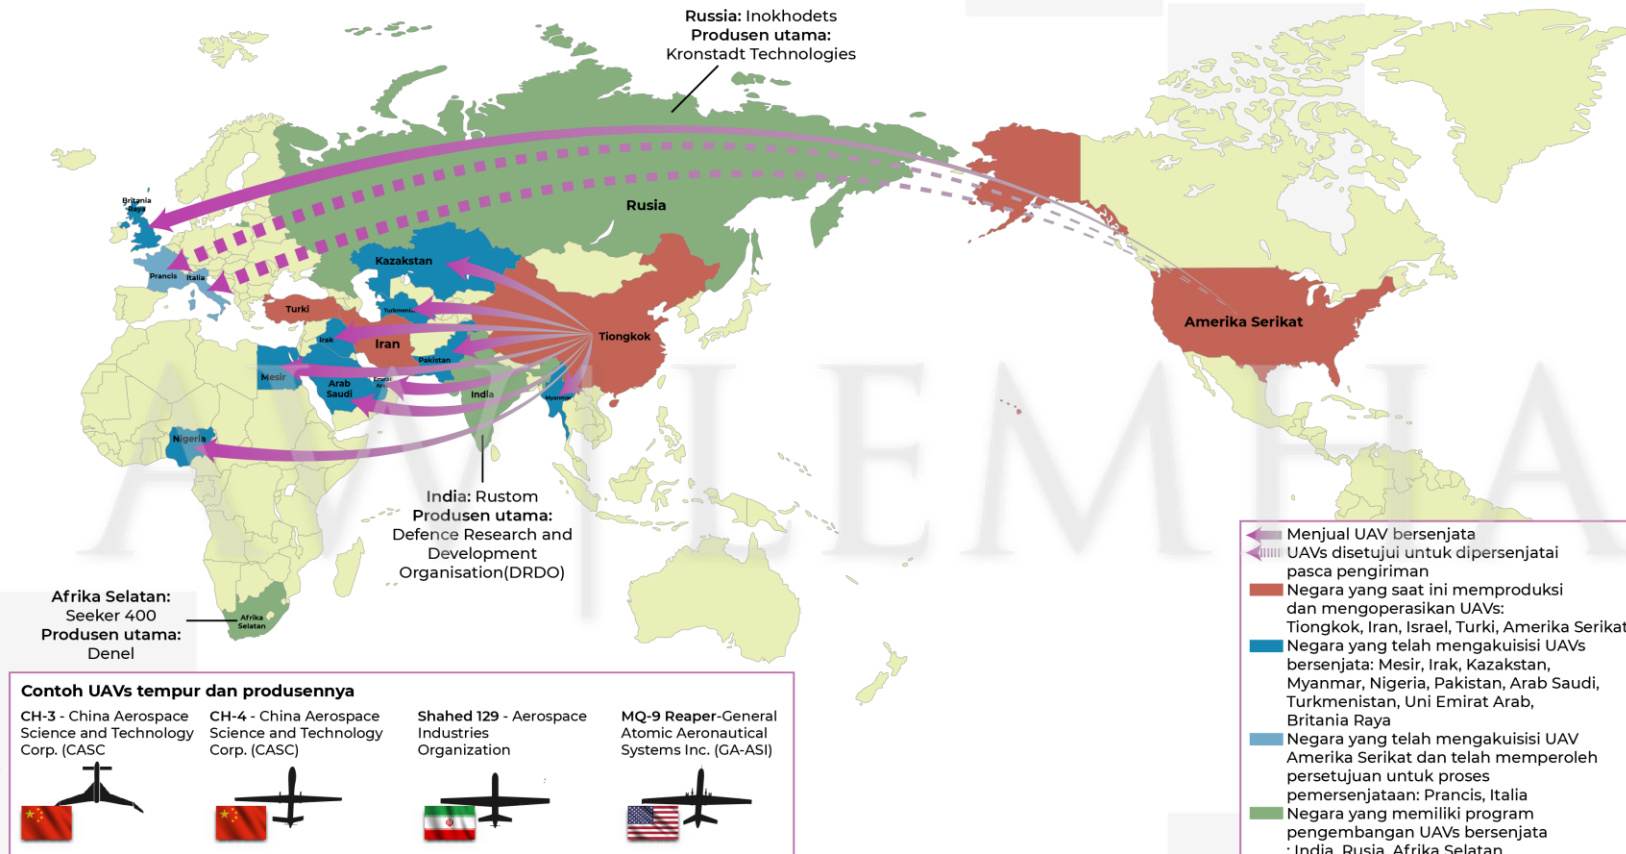 Russia: Inokhodets
Produsen utama:
Kronstadt Technologies
Britania
Raya
Rusia
Kazakstan
Prancis
Italia
Turki
Turkmenistan
Tiongkok
Amerika Serikat
Irak
Iran
Pakistan
Mesir
Arab
Saudi
India
Myanmar
Nigeria
AW LEMHA
India: Rustom
Produsen utama:
Defence Research and
Development
Organisation(DRDO)
Afrika Selatan:
Seeker 400
Produsen utama:
Denel
Afrika
Selatan
Menjual UAV bersenjata
UAVs disetujui untuk dipersenjatai
pasca pengiriman
Negara yang saat ini memproduksi
dan mengoperasikan UAVs:
Tiongkok, Iran, Israel, Turki, Amerika Serikat
Negara yang telah mengakuisisi UAVs
bersenjata: Mesir, Irak, Kazakstan,
Myanmar, Nigeria, Pakistan, Arab Saudi,
Turkmenistan, Uni Emirat Arab,
Britania Raya
Negara yang telah mengakuisisi UAV
Amerika Serikat dan telah memperoleh
persetujuan untuk proses
pemersenjataan: Prancis, Italia
Negara yang memiliki program
pengembangan UAVs bersenjata
: India, Rusia, Afrika Selatan
Contoh UAVs tempur dan produsennya
CH-3 - China Aerospace
Science and Technology
Corp. (CASC
CH-4 - China Aerospace
Science and Technology
Corp. (CASC)
Shahed 129 - Aerospace
Industries
Organization
MQ-9 Reaper-General
Atomic Aeronautical
Systems Inc. (GA-ASI)